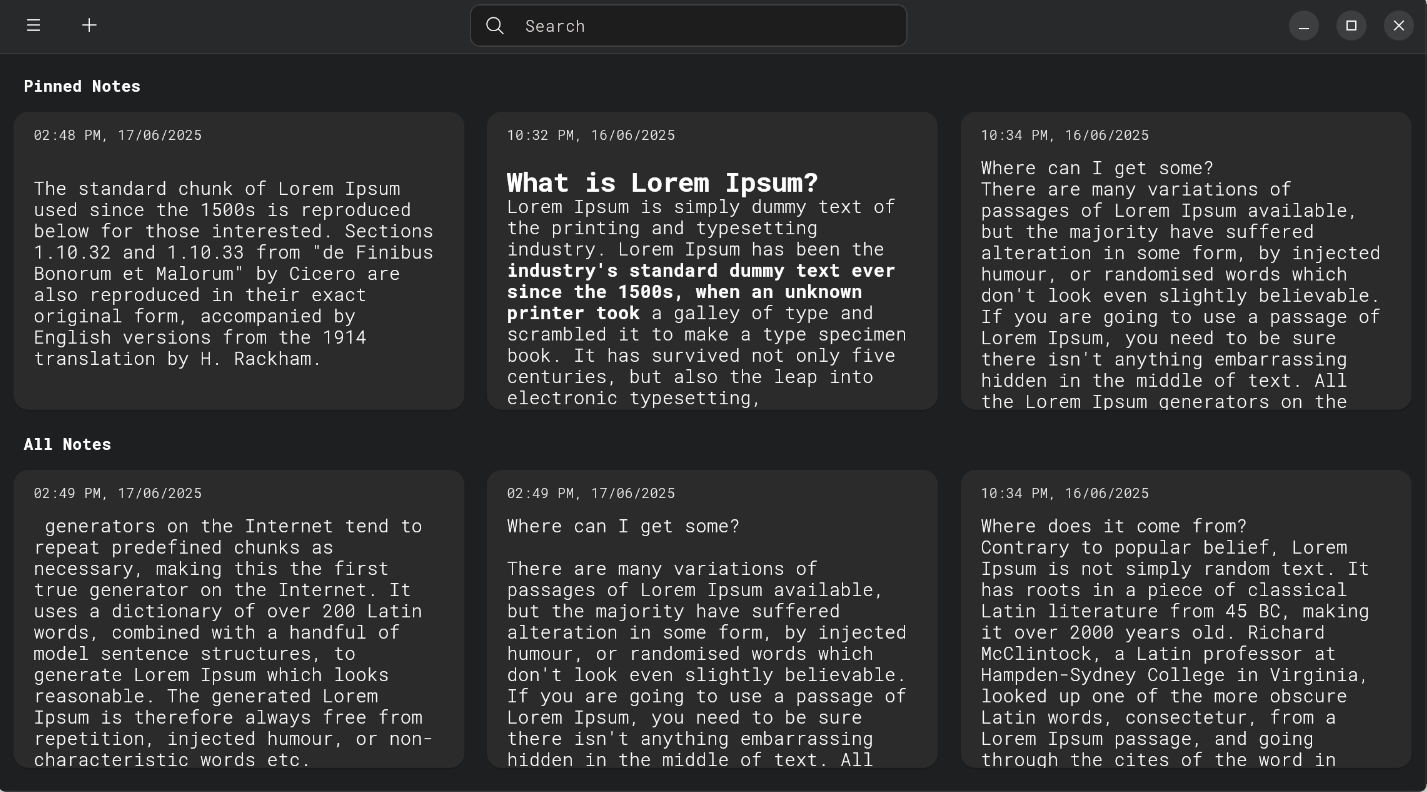 Search
Pinned Notes
02:48 PM, 17/06/2025
The standard chunk of Lorem Ipsum
used since the 1500s is reproduced
below for those interested. Sections
1.10.32 and 1.10.33 from "de Finibus
Bonorum et Malorum" by Cicero are
also reproduced in their exact
original form, accompanied by
English versions from the 1914
translation by H. Rackham.
10:32 PM, 16/06/2025
What is Lorem Ipsum?
Lorem Ipsum is simply dummy text of
the printing and typesetting
industry. Lorem Ipsum has been the
industry's standard dummy text ever
since the 1500s, when an unknown
printer took a galley of type and
scrambled it to make a type specimen
book. It has survived not only five
centuries, but also the leap into
electronic typesetting,
10:34 PM, 16/06/2025
Where can I get some?
There are many variations of
passages of Lorem Ipsum available,
but the majority have suffered
alteration in some form, by injected
humour, or randomised words which
don't look even slightly believable.
If you are going to use a passage of
Lorem Ipsum, you need to be sure
there isn't anything embarrassing
hidden in the middle of text. All
the Lorem Ipsum generators on the
All Notes
02:49 PM, 17/06/2025
generators on the Internet tend to
repeat predefined chunks as
necessary, making this the first
true generator on the Internet. It
uses a dictionary of over 200 Latin
words, combined with a handful of
model sentence structures, to
generate Lorem Ipsum which looks
reasonable. The generated Lorem
Ipsum is therefore always free from
repetition, injected humour, or non-
characteristic words etc.
02:49 PM, 17/06/2025
Where can I get some?
There are many variations of
passages of Lorem Ipsum available,
but the majority have suffered
alteration in some form, by injected
humour, or randomised words which
don't look even slightly believable.
If you are going to use a passage of
Lorem Ipsum, you need to be sure
there isn't anything embarrassing
hidden in the middle of text. All
10:34 PM, 16/06/2025
Where does it come from?
Contrary to popular belief, Lorem
Ipsum is not simply random text. It
has roots in a piece of classical
Latin literature from 45 BC, making
it over 2000 years old. Richard
McClintock, a Latin professor at
Hampden-Sydney College in Virginia,
looked up one of the more obscure
Latin words, consectetur, from a
Lorem Ipsum passage, and going
through the cites of the word in